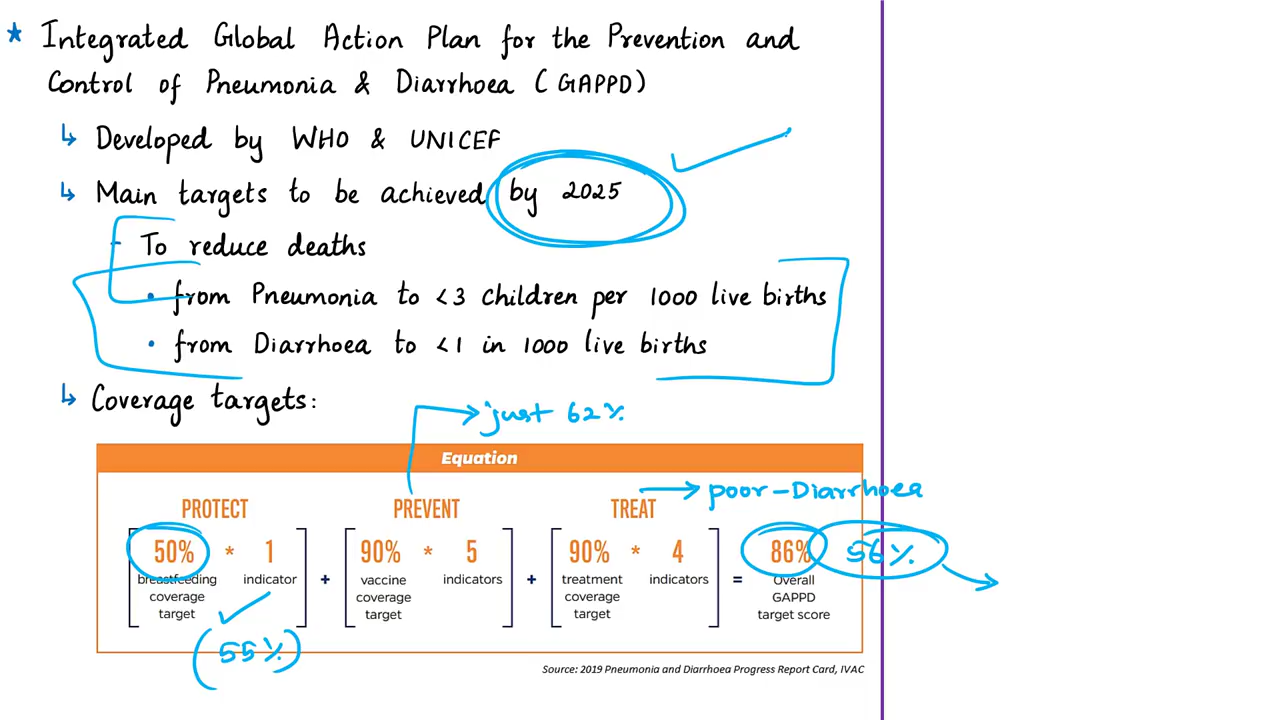 * Integrated Global Action Plan for the Prevention and
Control of Pneumonia & Diarrhoea (GAPPD)
↳ Developed by WHO & UNICEF
↳ Main targets to be achieved by 2025
- To reduce deaths
• from Pneumonia to <3 children per 1000 live births
• from Diarrhoea to <1 in 1000 live births
↳ Coverage targets:
just 62%
Equation
poor-Diarrhoea
PROTECT PREVENT TREAT
[50% * 1] + [90% * 5] + [90% * 4] = 86% 56%
breastfeeding indicator vaccine indicators treatment indicators Overall
coverage coverage coverage GAPPD
target target target target score
(55%)
Source: 2019 Pneumonia and Diarrhoea Progress Report Card, IVAC